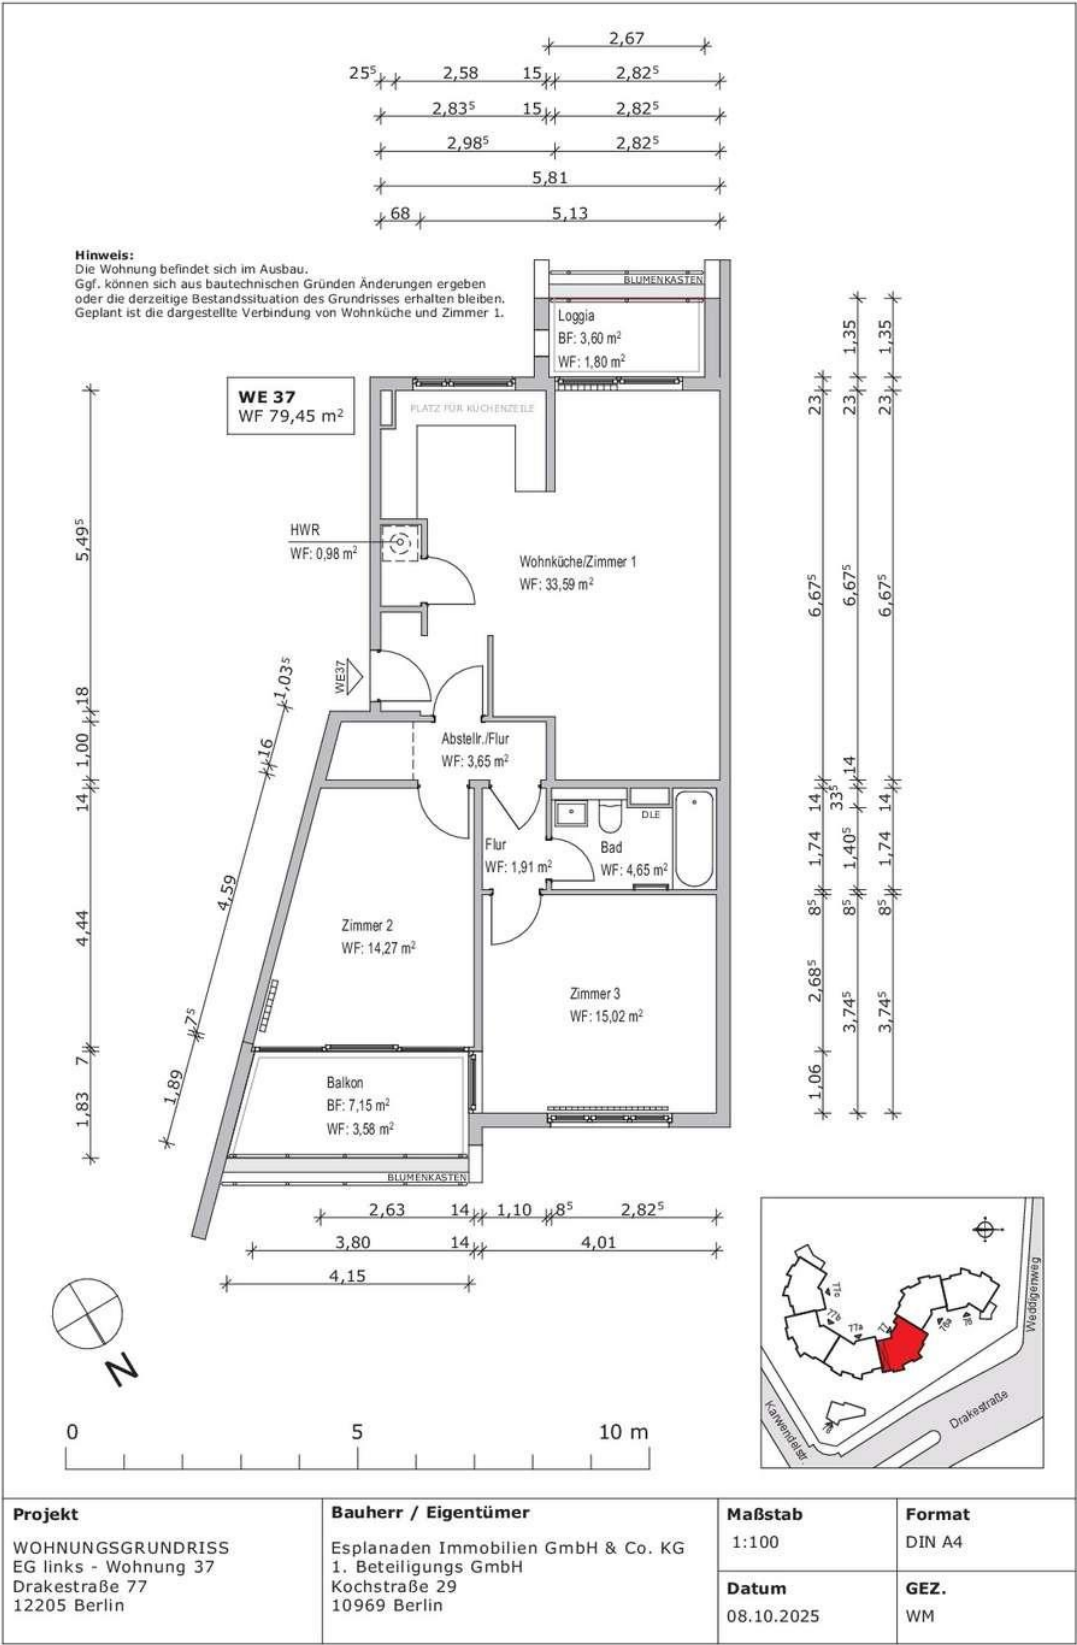 2,67
25⁵ 2,58 15 2,82⁵
2,83⁵ 15 2,82⁵
2,98⁵ 2,82⁵
5,81
68 5,13
Hinweis:
Die Wohnung befindet sich im Ausbau.
Ggf. können sich aus bautechnischen Gründen Änderungen ergeben
oder die derzeitige Bestandssituation des Grundrisses erhalten bleiben.
Geplant ist die dargestellte Verbindung von Wohnküche und Zimmer 1.
BLUMENKASTEN
Loggia
BF: 3,60 m²
WF: 1,80 m²
WE 37
WF 79,45 m²
PLATZ FÜR KÜCHENZEILE
HWR
WF: 0,98 m²
Wohnküche/Zimmer 1
WF: 33,59 m²
WE37
Abstellr./Flur
WF: 3,65 m²
DLE
Flur
WF: 1,91 m²
Bad
WF: 4,65 m²
Zimmer 2
WF: 14,27 m²
Zimmer 3
WF: 15,02 m²
Balkon
BF: 7,15 m²
WF: 3,58 m²
BLUMENKASTEN
5,49⁵
18
1,00
14
4,44
7
1,83
1,03⁵
16
4,59
7⁵
1,89
23
6,67⁵
14
1,74
8⁵
2,68⁵
1,06
1,35
23
6,67⁵
14
33⁵
1,40⁵
8⁵
3,74⁵
1,35
23
6,67⁵
14
1,74
8⁵
3,74⁵
2,63 14 1,10 8⁵ 2,82⁵
3,80 14 4,01
4,15
N
77c
77b
77a
77
76a
76
78
Weddigenweg
Drakestraße
Karwendelstr.
0 5 10 m
Projekt
WOHNUNGSGRUNDRISS
EG links - Wohnung 37
Drakestraße 77
12205 Berlin
Bauherr / Eigentümer
Esplanaden Immobilien GmbH & Co. KG
1. Beteiligungs GmbH
Kochstraße 29
10969 Berlin
Maßstab
1:100
Format
DIN A4
Datum
08.10.2025
GEZ.
WM